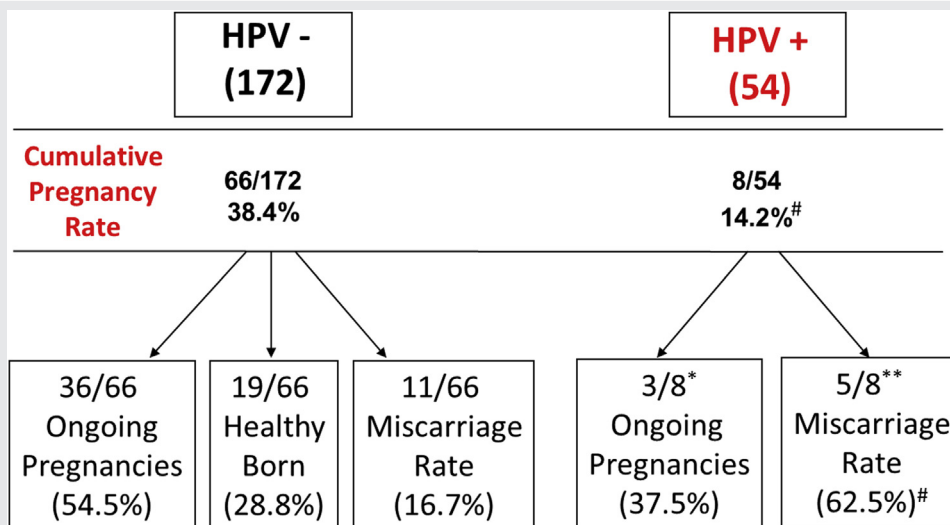 HPV -
(172)
HPV +
(54)
Cumulative
Pregnancy
Rate
66/172
38.4%
8/54
14.2%#
36/66
Ongoing
Pregnancies
(54.5%)
19/66
Healthy
Born
(28.8%)
11/66
Miscarriage
Rate
(16.7%)
3/8*
Ongoing
Pregnancies
(37.5%)
5/8**
Miscarriage
Rate
(62.5%)#